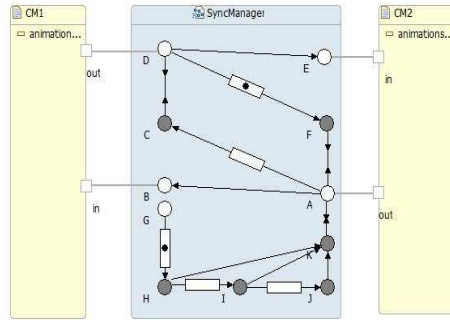 CM1
SyncManager
CM2
animation...
animations...
D
E
out
in
C
F
B
A
in
G
out
K
H
I
J